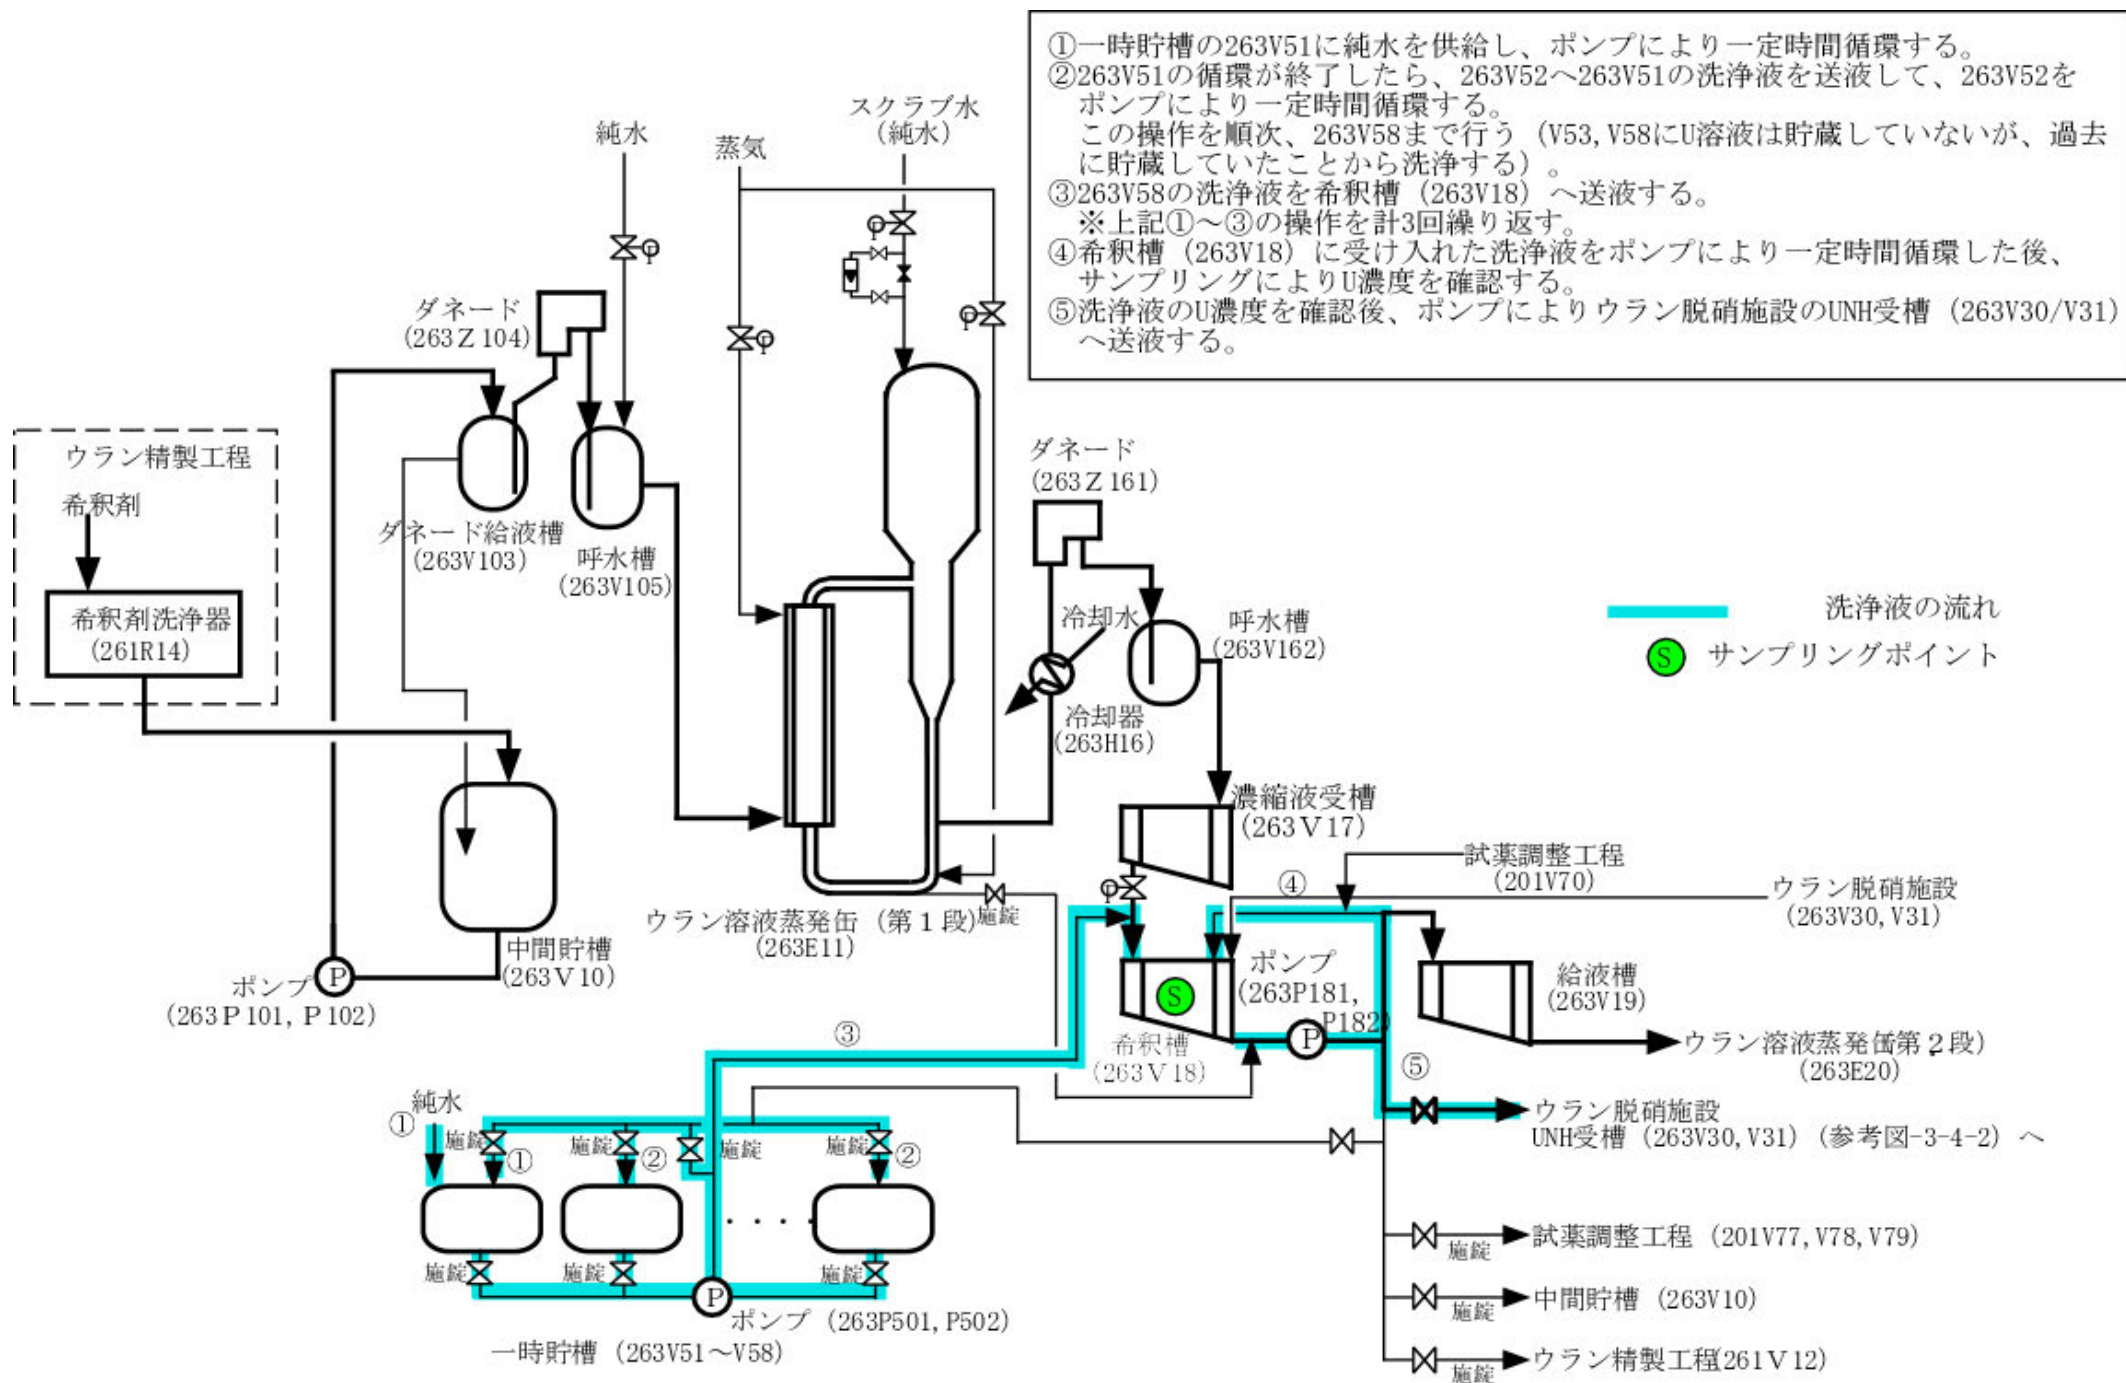 ①一時貯槽の263V51に純水を供給し、ポンプにより一定時間循環する。
②263V51の循環が終了したら、263V52へ263V51の洗浄液を送液して、263V52を
ポンプにより一定時間循環する。
この操作を順次、263V58まで行う（V53,V58にU溶液は貯蔵していないが、過去
に貯蔵していたことから洗浄する）。
③263V58の洗浄液を希釈槽（263V18）へ送液する。
※上記①～③の操作を計3回繰り返す。
④希釈槽（263V18）に受け入れた洗浄液をポンプにより一定時間循環した後、
サンプリングによりU濃度を確認する。
⑤洗浄液のU濃度を確認後、ポンプによりウラン脱硝施設のUNH受槽（263V30/V31）
へ送液する。
純水
蒸気
スクラブ水
（純水）
ダネード
(263Ｚ104)
ウラン精製工程
希釈剤
希釈剤洗浄器
(261R14)
ダネード給液槽
(263V103)
呼水槽
(263V105)
ダネード
(263Ｚ161)
冷却水
呼水槽
(263V162)
冷却器
(263H16)
洗浄液の流れ
S サンプリングポイント
濃縮液受槽
(263Ｖ17)
試薬調整工程
(201V70)
④
ウラン脱硝施設
(263V30,V31)
ウラン溶液蒸発缶（第１段）
(263E11)
施錠
中間貯槽
(263Ｖ10)
P
ポンプ
(263Ｐ101,Ｐ102)
ポンプ
(263P181,
P182)
S
P
希釈槽
(263Ｖ18)
給液槽
(263V19)
ウラン溶液蒸発缶第２段)
(263E20)
③
⑤
ウラン脱硝施設
UNH受槽（263V30,V31）（参考図-3-4-2）へ
純水
①
施錠
①
施錠
②
施錠
施錠
②
・・・・
施錠
施錠
施錠
P
ポンプ（263P501,P502）
一時貯槽（263V51～V58）
施錠
試薬調整工程（201V77,V78,V79）
施錠
中間貯槽（263V10）
施錠
ウラン精製工程(261Ｖ12)